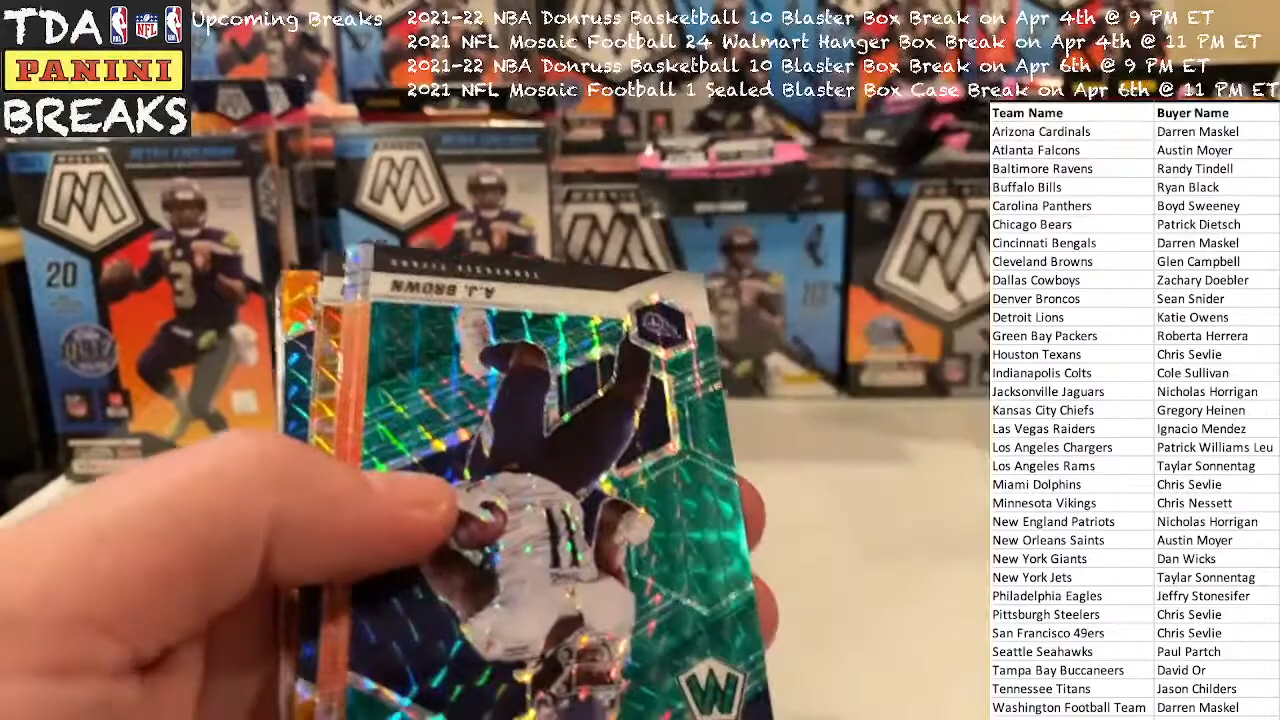 TDA
PANINI
BREAKS
Upcoming Breaks
2021-22 NBA Donruss Basketball 10 Blaster Box Break on Apr 4th @ 9 PM ET
2021 NFL Mosaic Football 24 Walmart Hanger Box Break on Apr 4th @ 11 PM ET
2021-22 NBA Donruss Basketball 10 Blaster Box Break on Apr 6th @ 9 PM ET
2021 NFL Mosaic Football 1 Sealed Blaster Box Case Break on Apr 6th @ 11 PM ET
Team Name Buyer Name
Arizona Cardinals Darren Maskel
Atlanta Falcons Austin Moyer
Baltimore Ravens Randy Tindell
Buffalo Bills Ryan Black
Carolina Panthers Boyd Sweeney
Chicago Bears Patrick Dietsch
Cincinnati Bengals Darren Maskel
Cleveland Browns Glen Campbell
Dallas Cowboys Zachary Doebler
Denver Broncos Sean Snider
Detroit Lions Katie Owens
Green Bay Packers Roberta Herrera
Houston Texans Chris Sevlie
Indianapolis Colts Cole Sullivan
Jacksonville Jaguars Nicholas Horrigan
Kansas City Chiefs Gregory Heinen
Las Vegas Raiders Ignacio Mendez
Los Angeles Chargers Patrick Williams Leu
Los Angeles Rams Taylar Sonnentag
Miami Dolphins Chris Sevlie
Minnesota Vikings Chris Nessett
New England Patriots Nicholas Horrigan
New Orleans Saints Austin Moyer
New York Giants Dan Wicks
New York Jets Taylar Sonnentag
Philadelphia Eagles Jeffry Stonesifer
Pittsburgh Steelers Chris Sevlie
San Francisco 49ers Chris Sevlie
Seattle Seahawks Paul Partch
Tampa Bay Buccaneers David Or
Tennessee Titans Jason Childers
Washington Football Team Darren Maskel
MOSAIC
20
3
TENNESSEE TITANS
A.J. BROWN
11